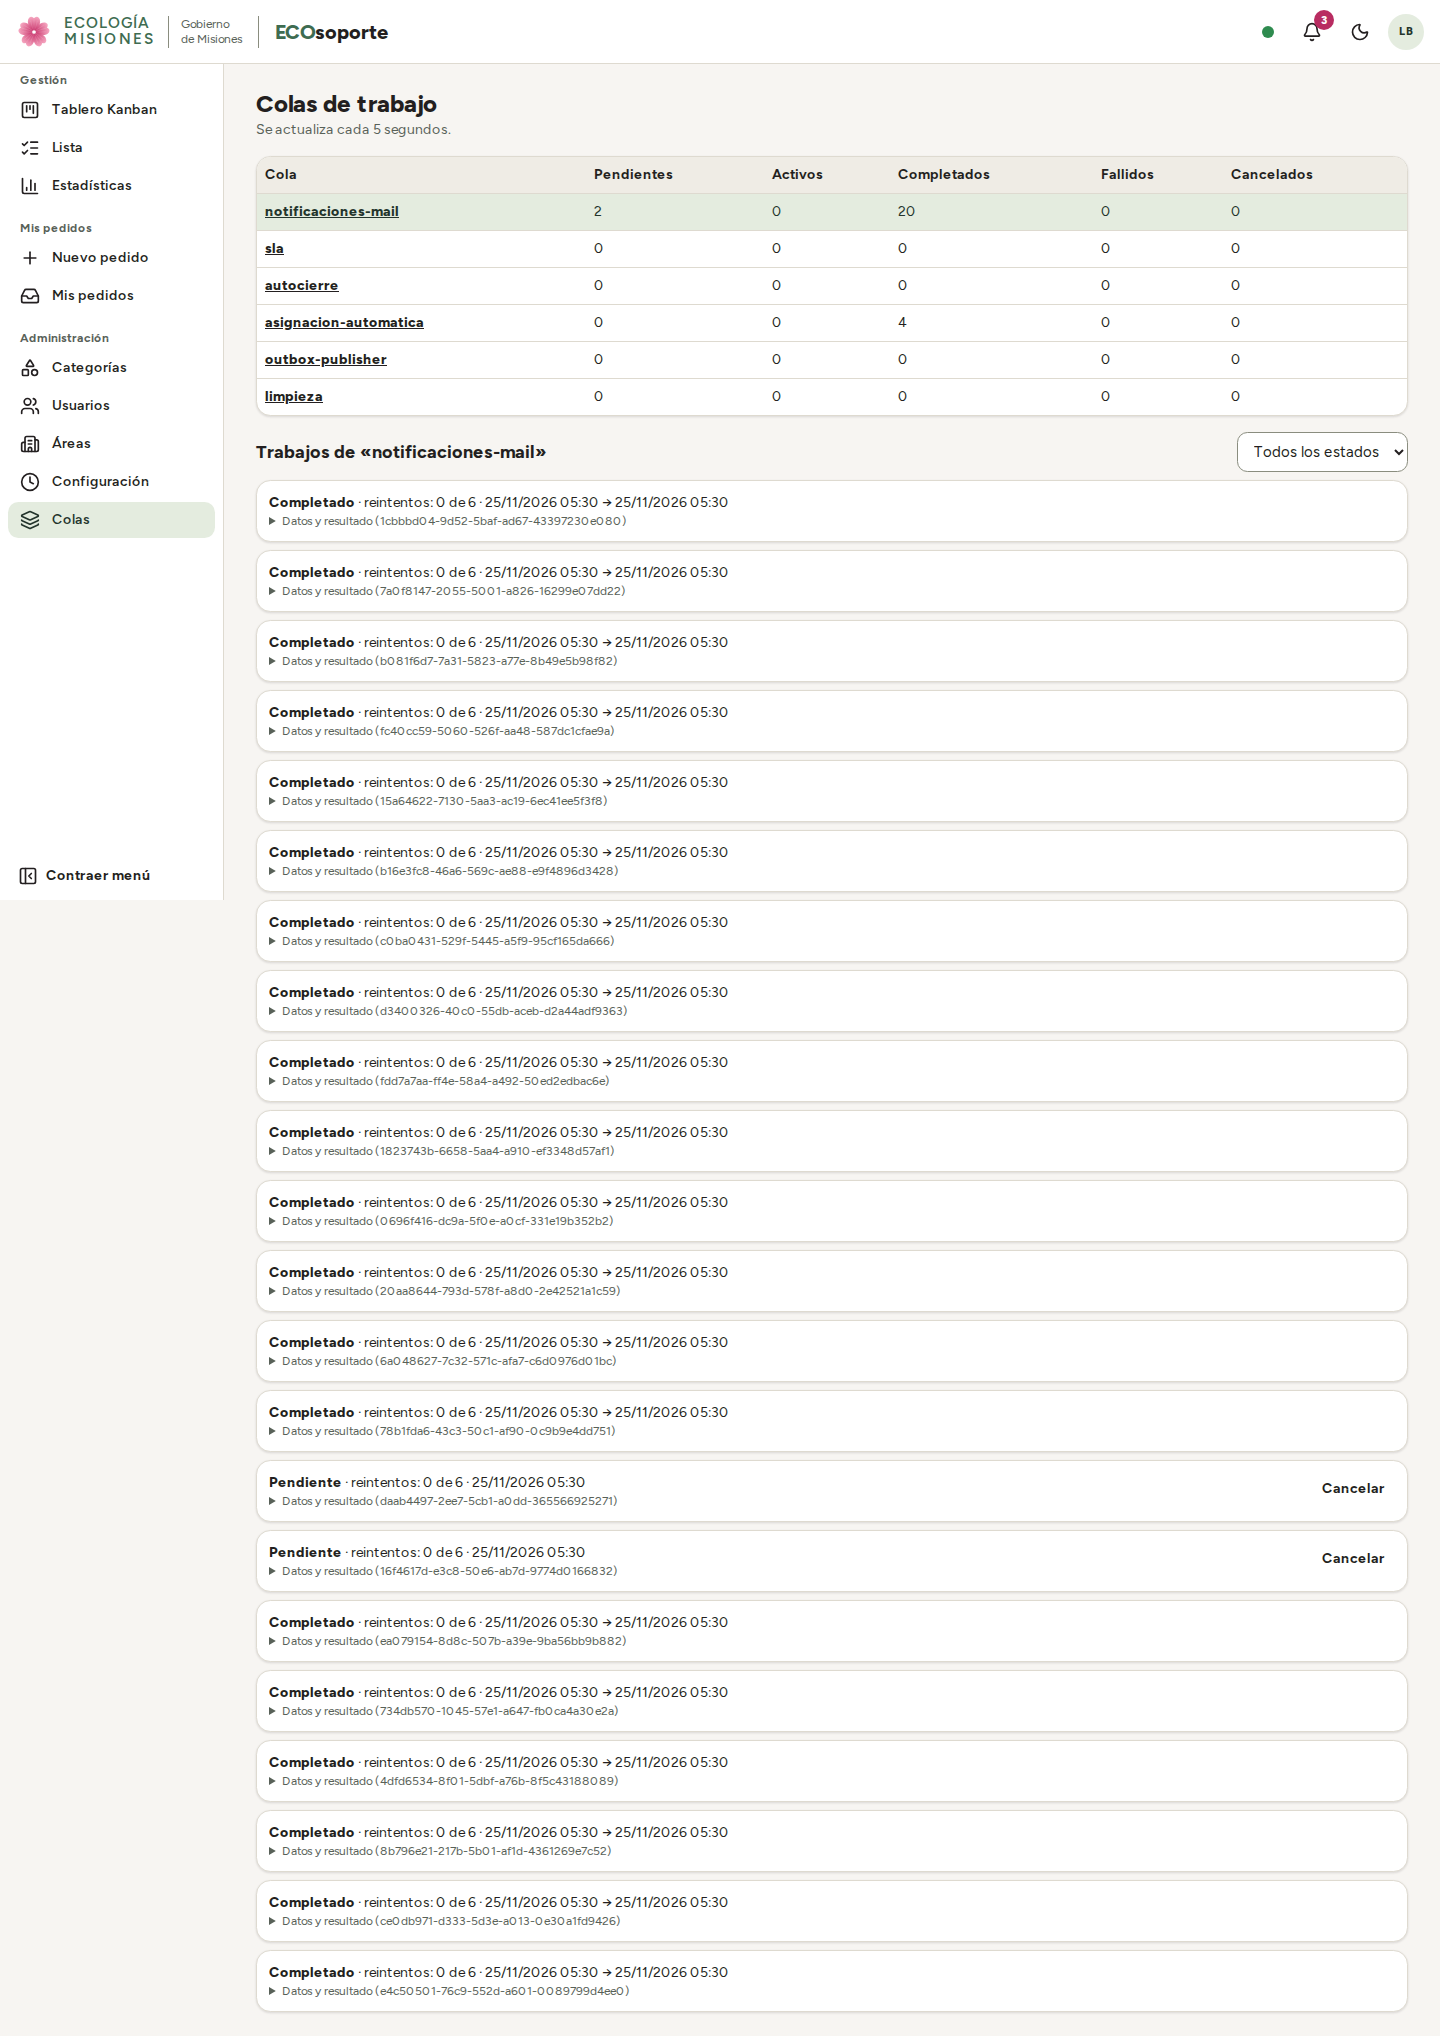 ECOLOGÍA
MISIONES
Gobierno
de Misiones
ECOsoporte
3
LB
Gestión
Tablero Kanban
Lista
Estadísticas
Mis pedidos
Nuevo pedido
Mis pedidos
Administración
Categorías
Usuarios
Áreas
Configuración
Colas
Contraer menú
Colas de trabajo
Se actualiza cada 5 segundos.
Cola Pendientes Activos Completados Fallidos Cancelados
notificaciones-mail 2 0 20 0 0
sla 0 0 0 0 0
autocierre 0 0 0 0 0
asignacion-automatica 0 0 4 0 0
outbox-publisher 0 0 0 0 0
limpieza 0 0 0 0 0
Trabajos de «notificaciones-mail»
Todos los estados
Completado · reintentos: 0 de 6 · 25/11/2026 05:30 → 25/11/2026 05:30
Datos y resultado (1cbbbd04-9d52-5baf-ad67-43397230e080)
Completado · reintentos: 0 de 6 · 25/11/2026 05:30 → 25/11/2026 05:30
Datos y resultado (7a0f8147-2055-5001-a826-16299e07dd22)
Completado · reintentos: 0 de 6 · 25/11/2026 05:30 → 25/11/2026 05:30
Datos y resultado (b081f6d7-7a31-5823-a77e-8b49e5b98f82)
Completado · reintentos: 0 de 6 · 25/11/2026 05:30 → 25/11/2026 05:30
Datos y resultado (fc40cc59-5060-526f-aa48-587dc1cfae9a)
Completado · reintentos: 0 de 6 · 25/11/2026 05:30 → 25/11/2026 05:30
Datos y resultado (15a64622-7130-5aa3-ac19-6ec41ee5f3f8)
Completado · reintentos: 0 de 6 · 25/11/2026 05:30 → 25/11/2026 05:30
Datos y resultado (b16e3fc8-46a6-569c-ae88-e9f4896d3428)
Completado · reintentos: 0 de 6 · 25/11/2026 05:30 → 25/11/2026 05:30
Datos y resultado (c0ba0431-529f-5445-a5f9-95cf165da666)
Completado · reintentos: 0 de 6 · 25/11/2026 05:30 → 25/11/2026 05:30
Datos y resultado (d3400326-40c0-55db-aceb-d2a44adf9363)
Completado · reintentos: 0 de 6 · 25/11/2026 05:30 → 25/11/2026 05:30
Datos y resultado (fdd7a7aa-ff4e-58a4-a492-50ed2edbac6e)
Completado · reintentos: 0 de 6 · 25/11/2026 05:30 → 25/11/2026 05:30
Datos y resultado (1823743b-6658-5aa4-a910-ef3348d57af1)
Completado · reintentos: 0 de 6 · 25/11/2026 05:30 → 25/11/2026 05:30
Datos y resultado (0696f416-dc9a-5f0e-a0cf-331e19b352b2)
Completado · reintentos: 0 de 6 · 25/11/2026 05:30 → 25/11/2026 05:30
Datos y resultado (20aa8644-793d-578f-a8d0-2e42521a1c59)
Completado · reintentos: 0 de 6 · 25/11/2026 05:30 → 25/11/2026 05:30
Datos y resultado (6a048627-7c32-571c-afa7-c6d0976d01bc)
Completado · reintentos: 0 de 6 · 25/11/2026 05:30 → 25/11/2026 05:30
Datos y resultado (78b1fda6-43c3-50c1-af90-0c9b9e4dd751)
Pendiente · reintentos: 0 de 6 · 25/11/2026 05:30
Cancelar
Datos y resultado (daab4497-2ee7-5cb1-a0dd-365566925271)
Pendiente · reintentos: 0 de 6 · 25/11/2026 05:30
Cancelar
Datos y resultado (16f4617d-e3c8-50e6-ab7d-9774d0166832)
Completado · reintentos: 0 de 6 · 25/11/2026 05:30 → 25/11/2026 05:30
Datos y resultado (ea079154-8d8c-507b-a39e-9ba56bb9b882)
Completado · reintentos: 0 de 6 · 25/11/2026 05:30 → 25/11/2026 05:30
Datos y resultado (734db570-1045-57e1-a647-fb0ca4a30e2a)
Completado · reintentos: 0 de 6 · 25/11/2026 05:30 → 25/11/2026 05:30
Datos y resultado (4dfd6534-8f01-5dbf-a76b-8f5c43188089)
Completado · reintentos: 0 de 6 · 25/11/2026 05:30 → 25/11/2026 05:30
Datos y resultado (8b796e21-217b-5b01-af1d-4361269e7c52)
Completado · reintentos: 0 de 6 · 25/11/2026 05:30 → 25/11/2026 05:30
Datos y resultado (ce0db971-d333-5d3e-a013-0e30a1fd9426)
Completado · reintentos: 0 de 6 · 25/11/2026 05:30 → 25/11/2026 05:30
Datos y resultado (e4c50501-76c9-552d-a601-0089799d4ee0)